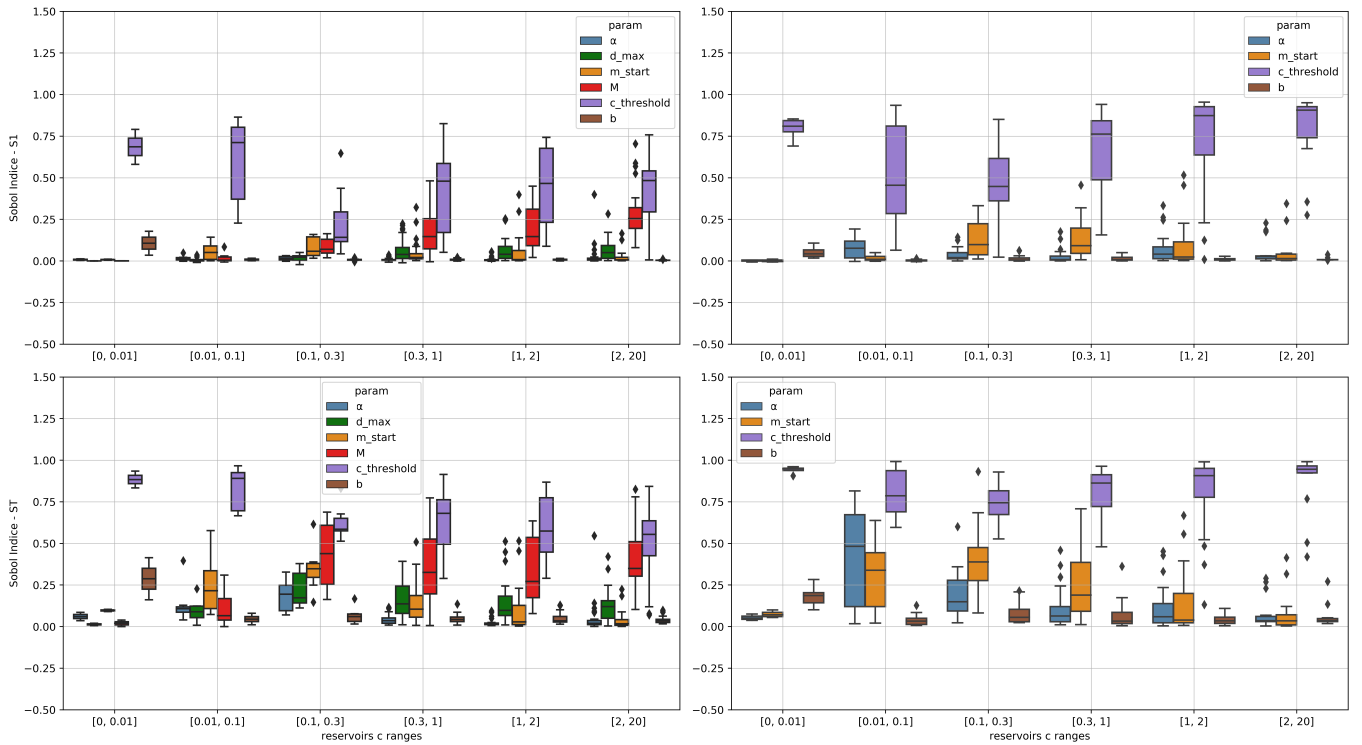 1.50
1.25
1.00
0.75
0.50
0.25
0.00
−0.25
−0.50
Sobol Indice - S1
param
α
d_max
m_start
M
c_threshold
b
[0, 0.01]
[0.01, 0.1]
[0.1, 0.3]
[0.3, 1]
[1, 2]
[2, 20]
1.50
1.25
1.00
0.75
0.50
0.25
0.00
−0.25
−0.50
param
α
m_start
c_threshold
b
[0, 0.01]
[0.01, 0.1]
[0.1, 0.3]
[0.3, 1]
[1, 2]
[2, 20]
1.50
1.25
1.00
0.75
0.50
0.25
0.00
−0.25
−0.50
Sobol Indice - ST
param
α
d_max
m_start
M
c_threshold
b
[0, 0.01]
[0.01, 0.1]
[0.1, 0.3]
[0.3, 1]
[1, 2]
[2, 20]
reservoirs c ranges
1.50
1.25
1.00
0.75
0.50
0.25
0.00
−0.25
−0.50
param
α
m_start
c_threshold
b
[0, 0.01]
[0.01, 0.1]
[0.1, 0.3]
[0.3, 1]
[1, 2]
[2, 20]
reservoirs c ranges